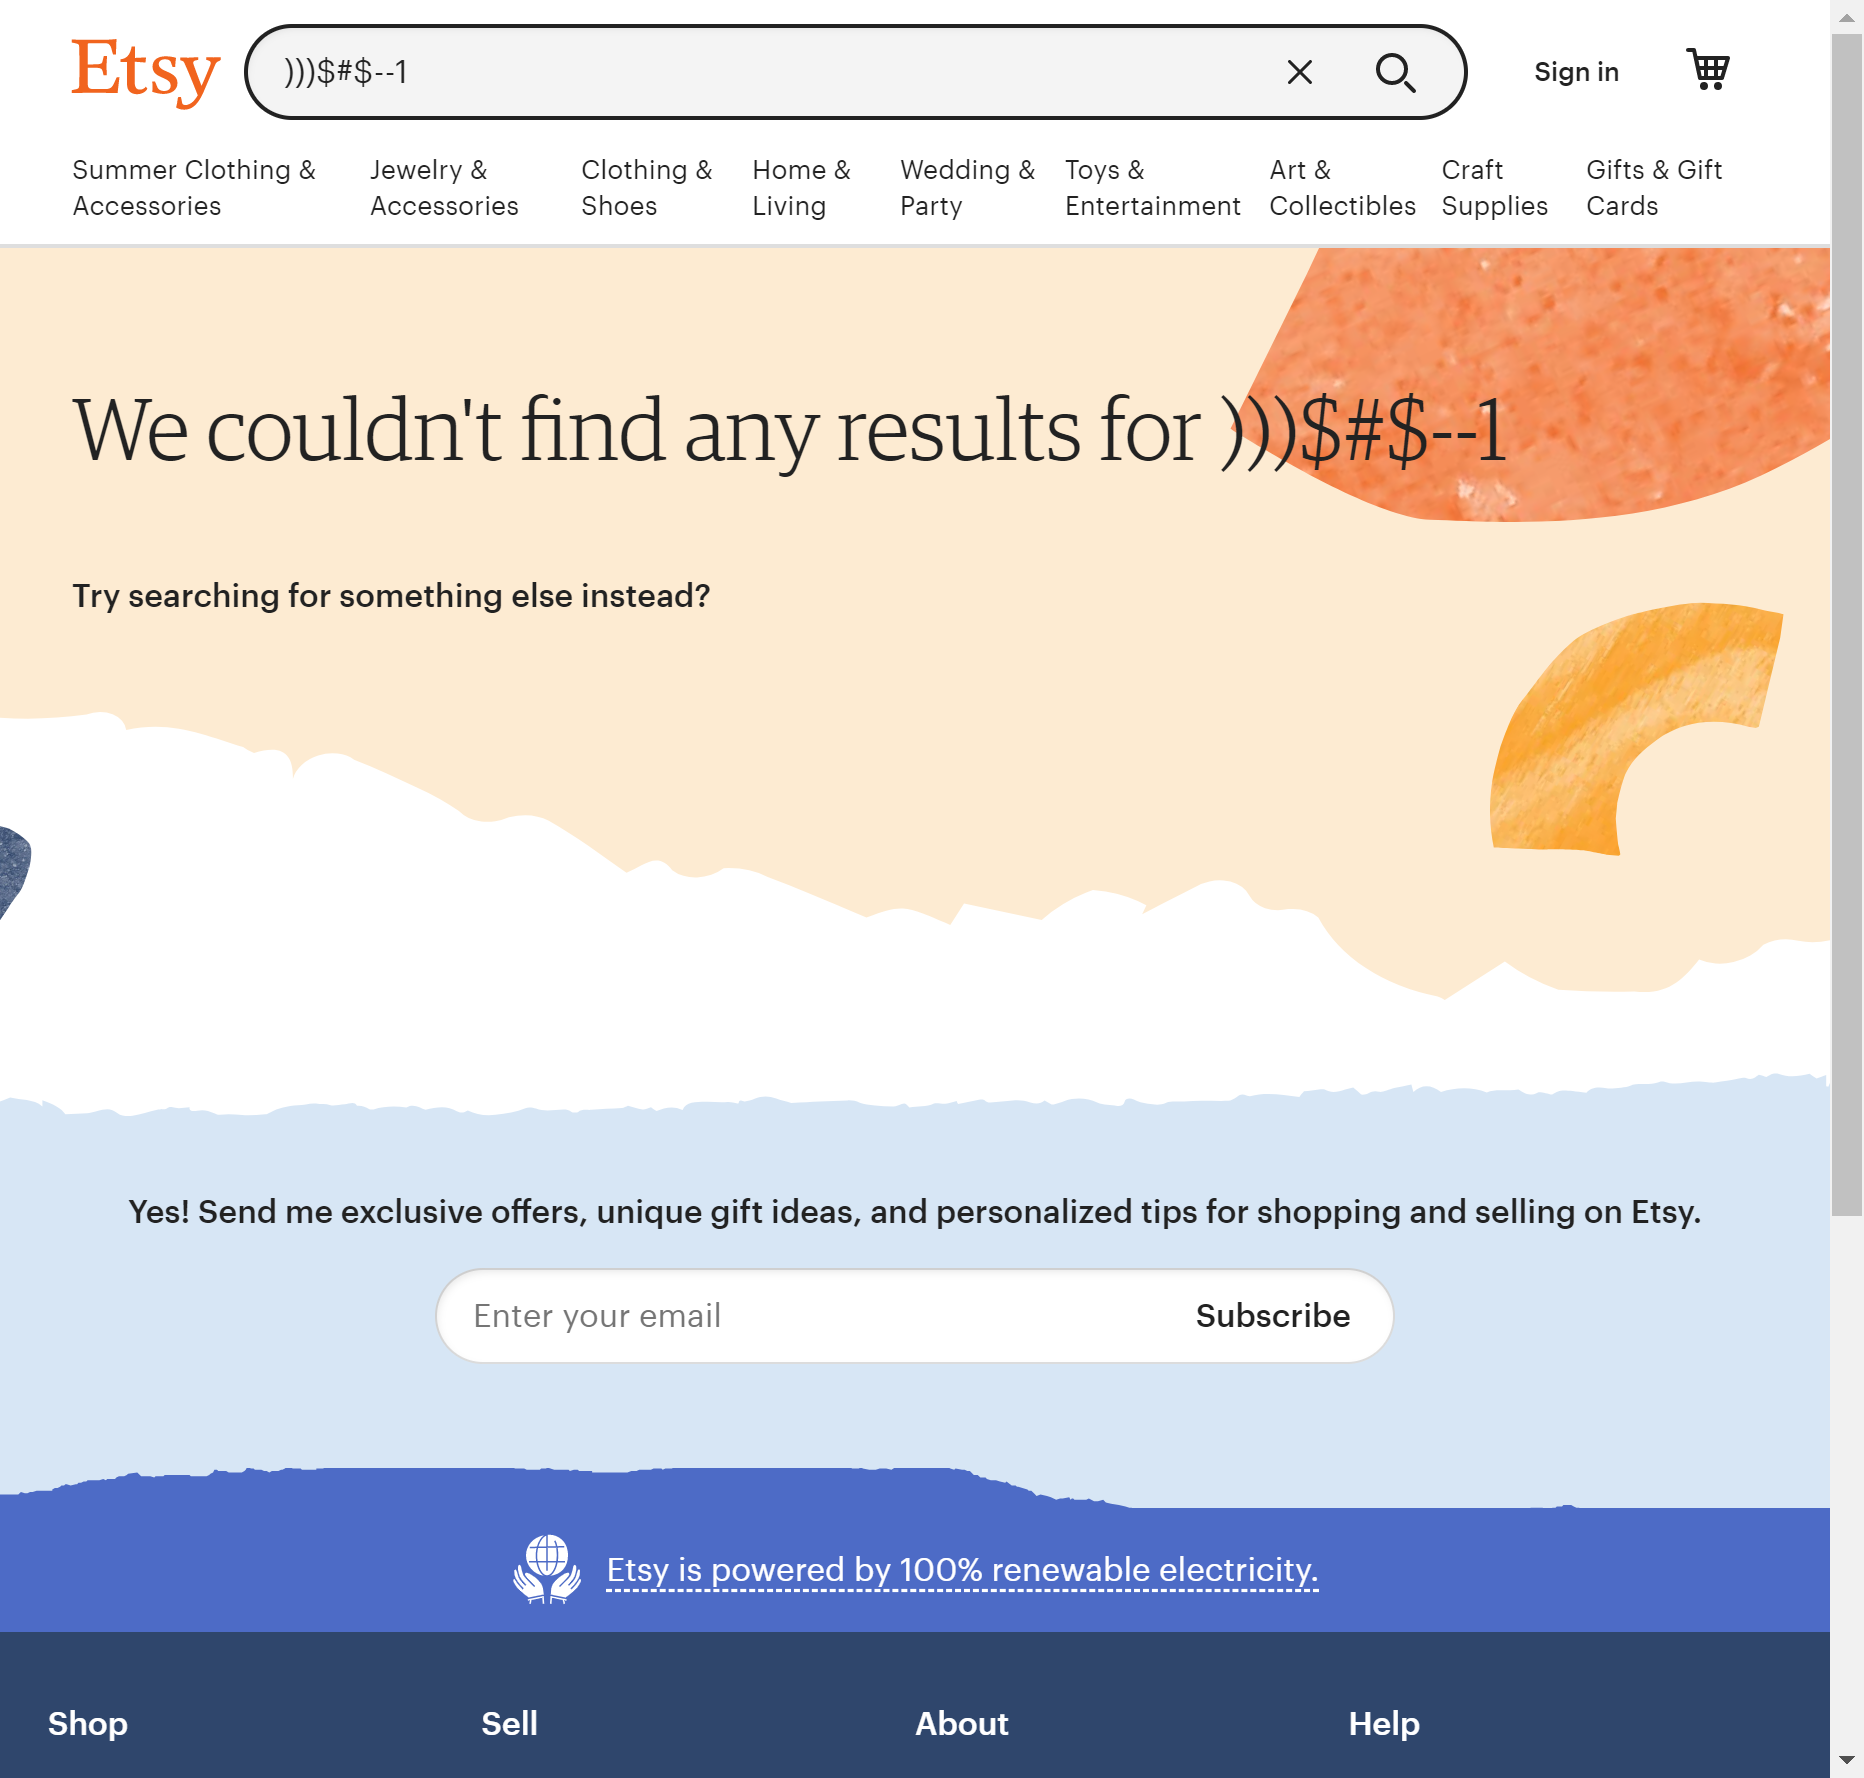 Etsy
)))$#$--1
Sign in
Summer Clothing &
Accessories
Jewelry &
Accessories
Clothing &
Shoes
Home &
Living
Wedding &
Party
Toys &
Entertainment
Art &
Collectibles
Craft
Supplies
Gifts & Gift
Cards
We couldn't find any results for )))$#$--1
Try searching for something else instead?
Yes! Send me exclusive offers, unique gift ideas, and personalized tips for shopping and selling on Etsy.
Enter your email
Subscribe
Etsy is powered by 100% renewable electricity.
Shop
Sell
About
Help